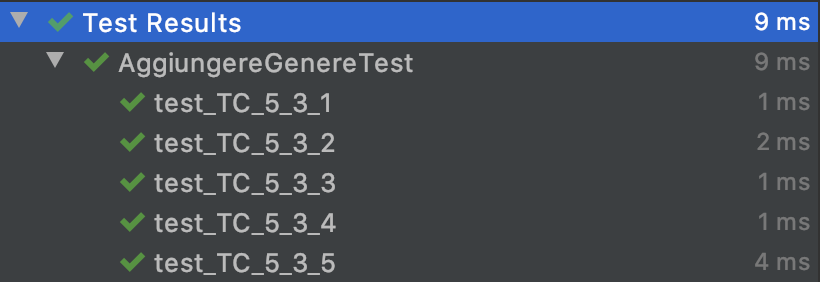 Test Results 9 ms
AggiungereGenereTest 9 ms
test_TC_5_3_1 1 ms
test_TC_5_3_2 2 ms
test_TC_5_3_3 1 ms
test_TC_5_3_4 1 ms
test_TC_5_3_5 4 ms